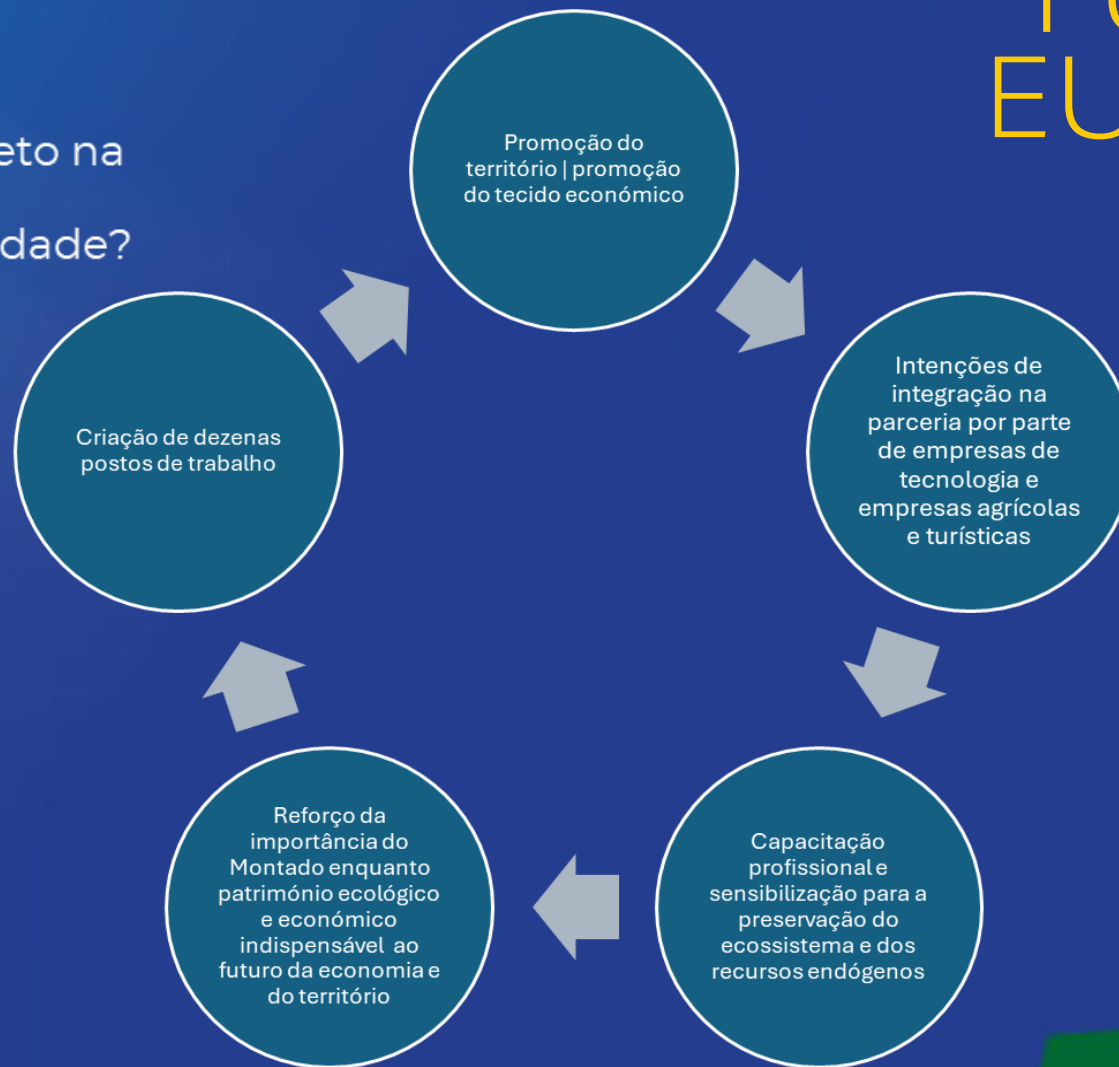 EU
eto na
dade?
Promoção do
território | promoção
do tecido económico
Intenções de
integração na
parceria por parte
de empresas de
tecnologia e
empresas agrícolas
e turísticas
Capacitação
profissional e
sensibilização para a
preservação do
ecossistema e dos
recursos endógenos
Reforço da
importância do
Montado enquanto
património ecológico
e económico
indispensável ao
futuro da economia e
do território
Criação de dezenas
postos de trabalho